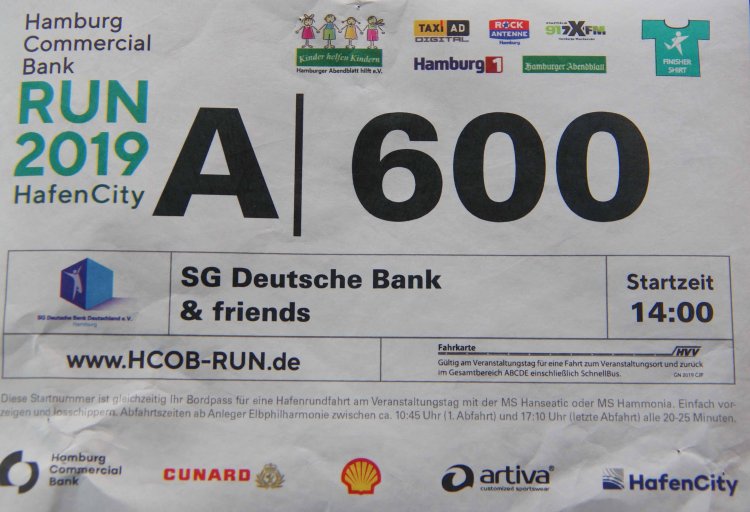 Hamburg
Commercial
Bank
RUN
2019
HafenCity
Kinder helfen Kindern
Hamburger Abendblatt hilft e.V.
TAXi AD
DIGITAL
ROCK
ANTENNE
Hamburg
917XFM
Hamburg1
Hamburger Abendblatt
FINISHER
SHIRT
A 600
SG Deutsche Bank Deutschland e.V.
Hamburg
SG Deutsche Bank
& friends
Startzeit
14:00
www.HCOB-RUN.de
Fahrkarte
HVV
Gültig am Veranstaltungstag für eine Fahrt zum Veranstaltungsort und zurück
im Gesamtbereich ABCDE einschließlich SchnellBus.
GN 2019 CJF
Diese Startnummer ist gleichzeitig Ihr Bordpass für eine Hafenrundfahrt am Veranstaltungstag mit der MS Hanseatic oder MS Hammonia. Einfach vor-
zeigen und losschippern. Abfahrtszeiten ab Anleger Elbphilharmonie zwischen ca. 10:45 Uhr (1. Abfahrt) und 17:10 Uhr (letzte Abfahrt) alle 20-25 Minuten.
Hamburg
Commercial
Bank
CUNARD
artiva®
customized sportswear
HafenCity